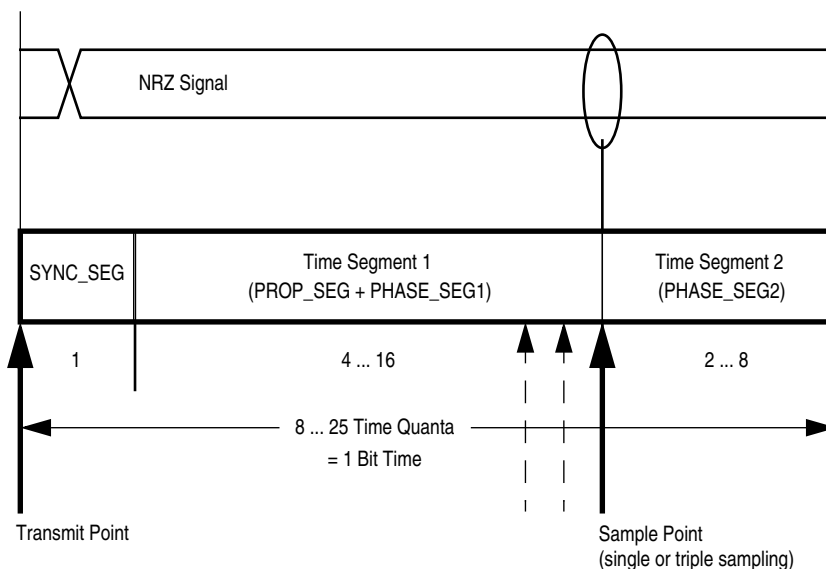 NRZ Signal
SYNC_SEG
Time Segment 1
(PROP_SEG + PHASE_SEG1)
Time Segment 2
(PHASE_SEG2)
1
4 ... 16
2 ... 8
8 ... 25 Time Quanta
= 1 Bit Time
Transmit Point
Sample Point
(single or triple sampling)